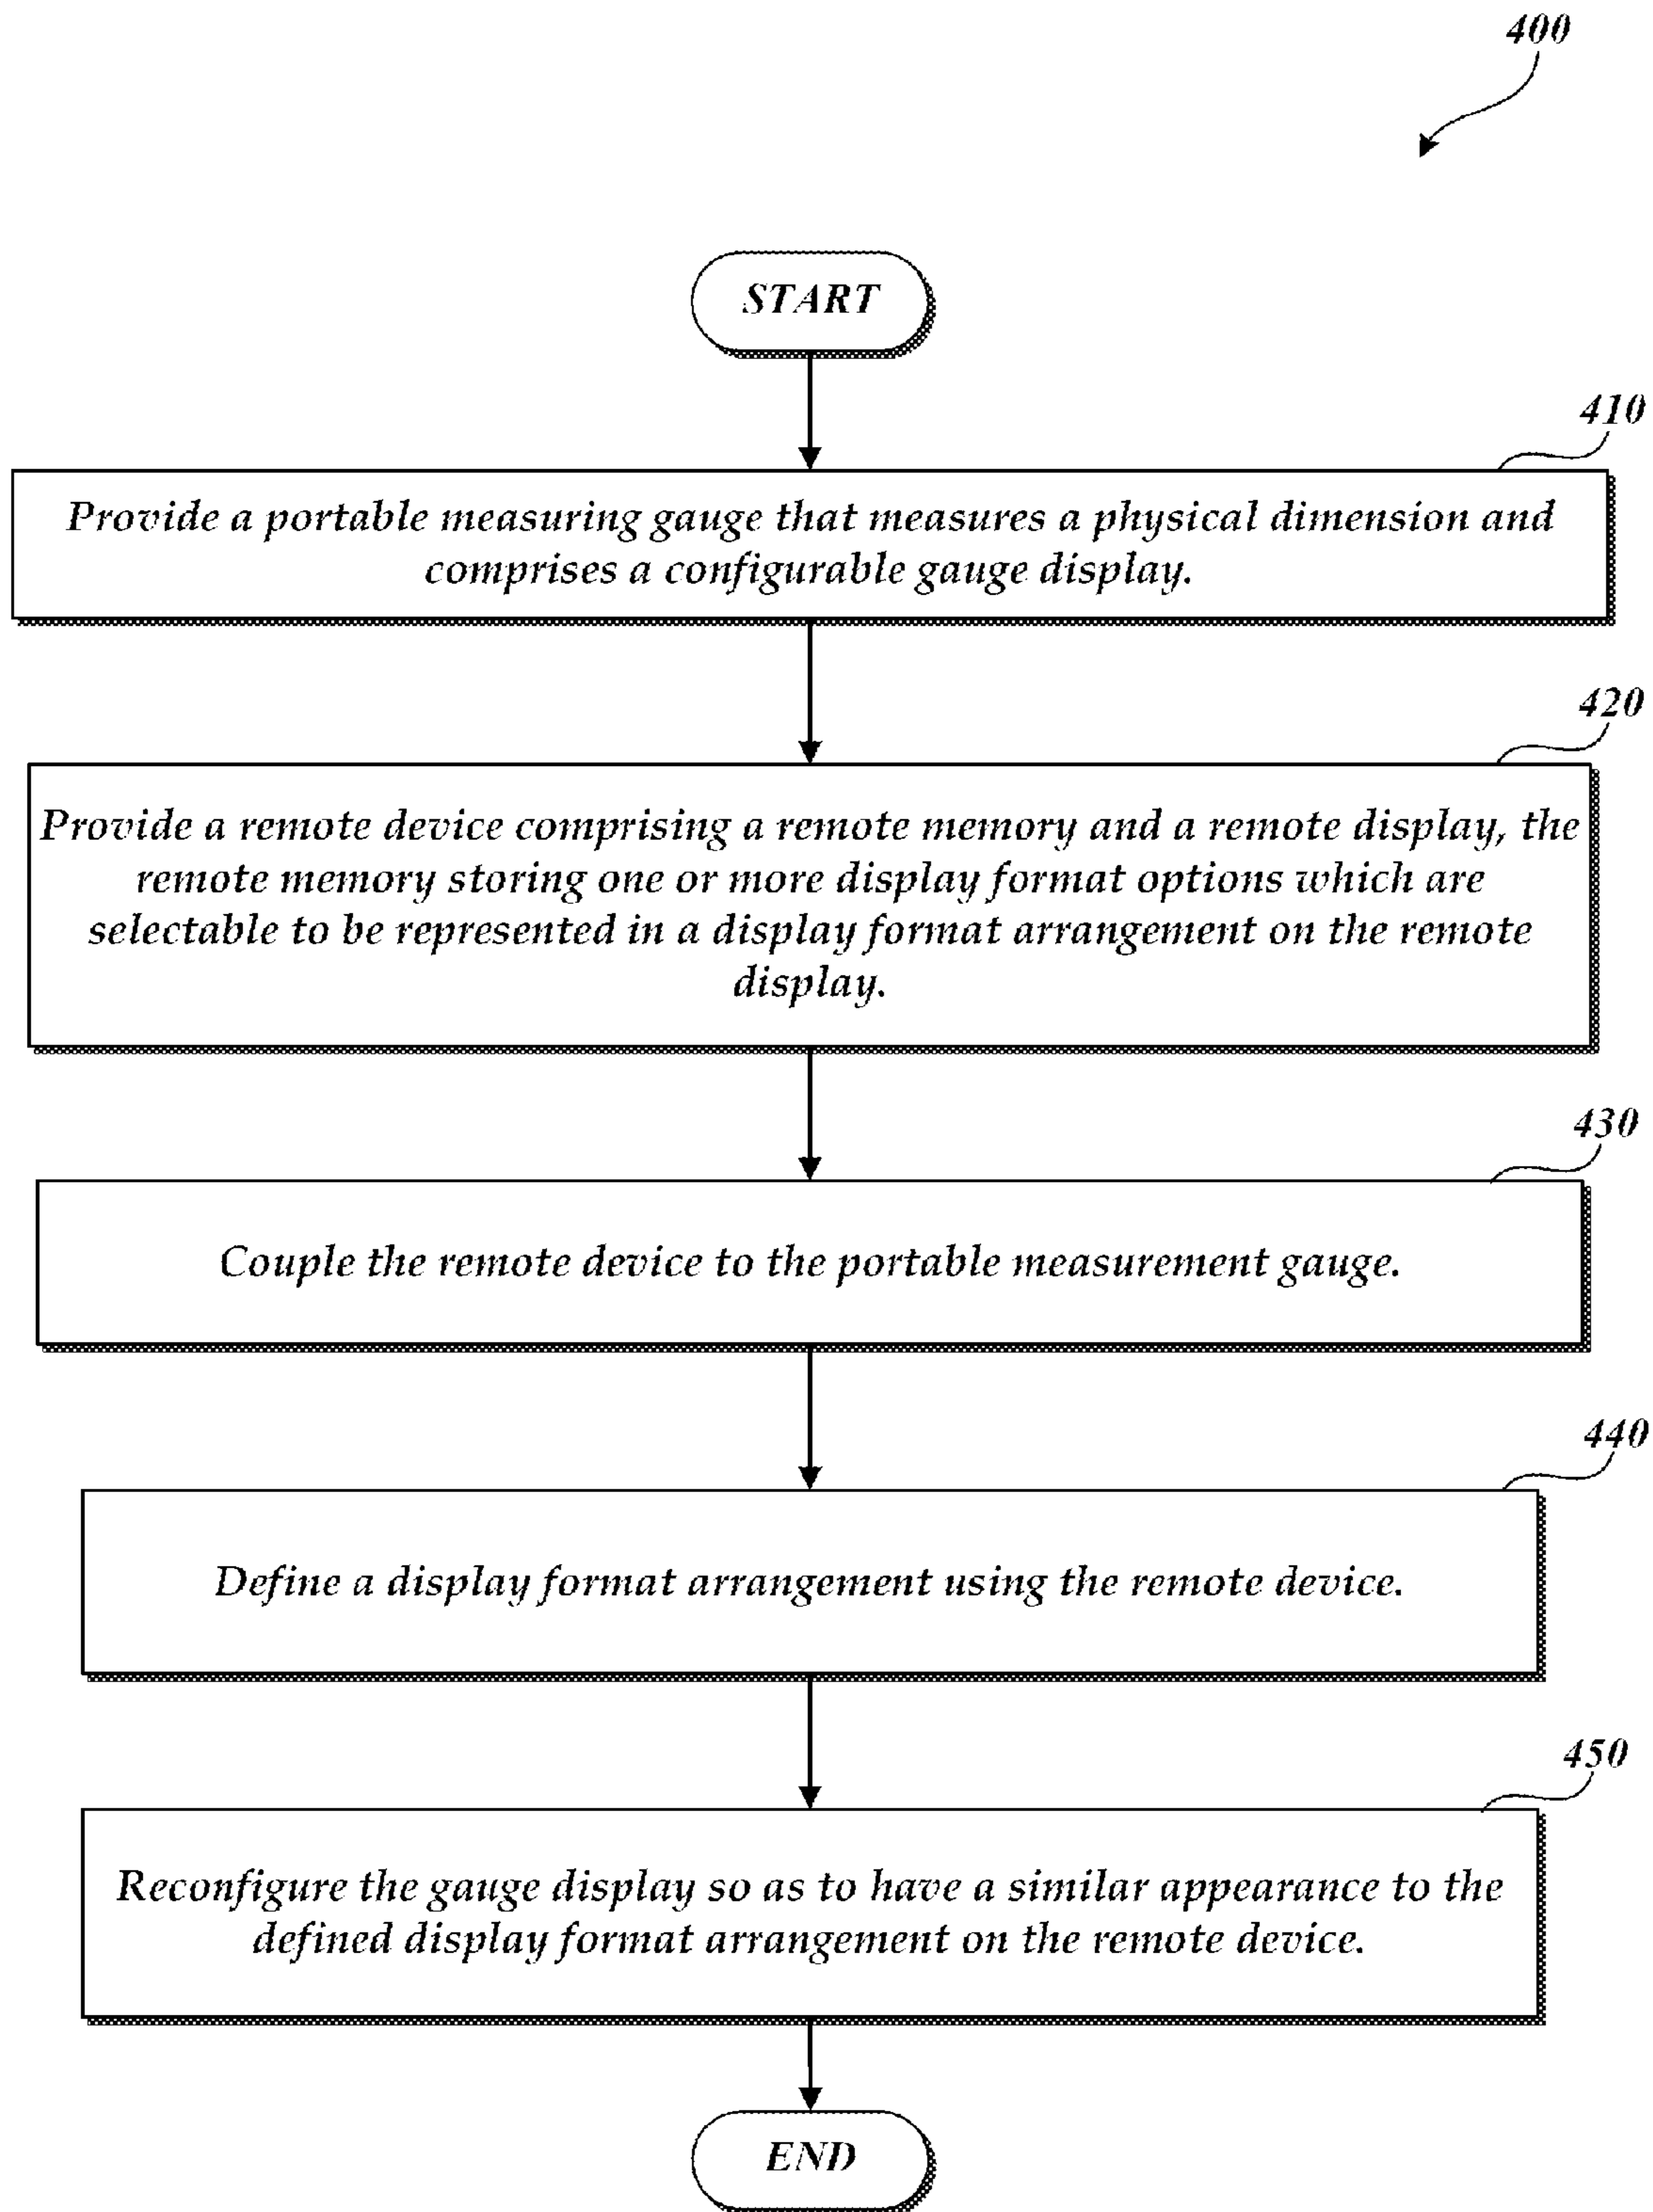 400
START
410
Provide a portable measuring gauge that measures a physical dimension and
comprises a configurable gauge display.
420
Provide a remote device comprising a remote memory and a remote display, the
remote memory storing one or more display format options which are
selectable to be represented in a display format arrangement on the remote
display.
430
Couple the remote device to the portable measurement gauge.
440
Define a display format arrangement using the remote device.
450
Reconfigure the gauge display so as to have a similar appearance to the
defined display format arrangement on the remote device.
END